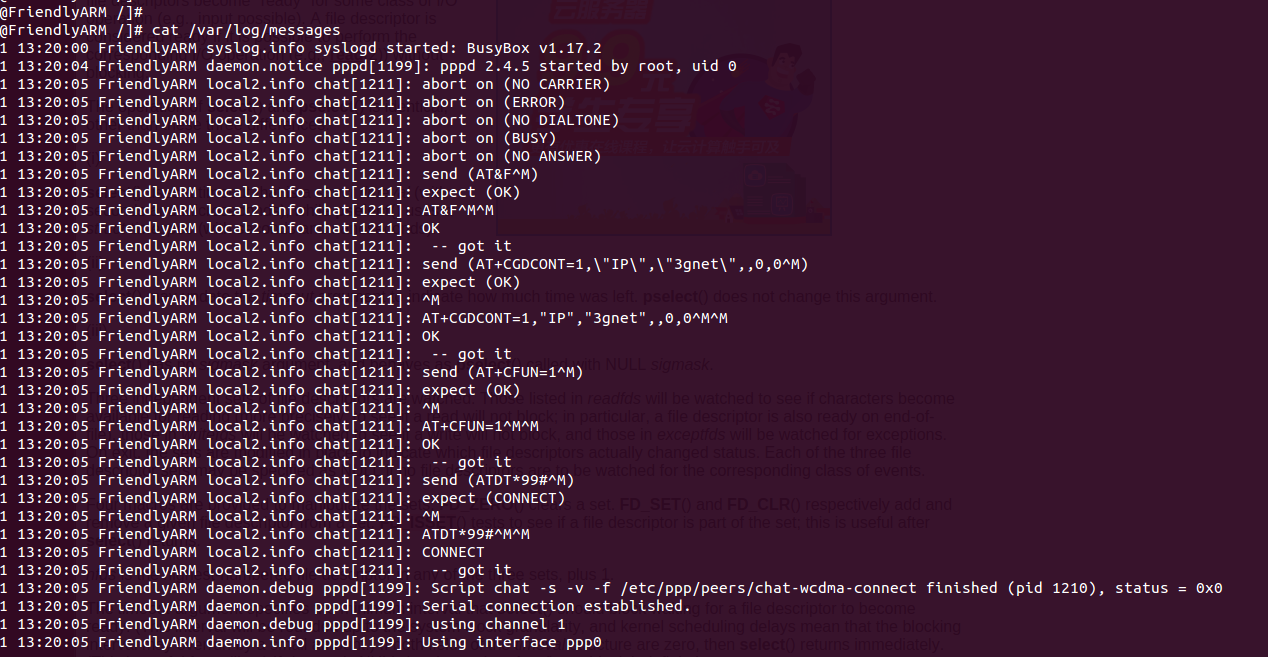 @FriendlyARM /]#
@FriendlyARM /]# cat /var/log/messages
1 13:20:00 FriendlyARM syslog.info syslogd started: BusyBox v1.17.2
1 13:20:04 FriendlyARM daemon.notice pppd[1199]: pppd 2.4.5 started by root, uid 0
1 13:20:05 FriendlyARM local2.info chat[1211]: abort on (NO CARRIER)
1 13:20:05 FriendlyARM local2.info chat[1211]: abort on (ERROR)
1 13:20:05 FriendlyARM local2.info chat[1211]: abort on (NO DIALTONE)
1 13:20:05 FriendlyARM local2.info chat[1211]: abort on (BUSY)
1 13:20:05 FriendlyARM local2.info chat[1211]: abort on (NO ANSWER)
1 13:20:05 FriendlyARM local2.info chat[1211]: send (AT&F^M)
1 13:20:05 FriendlyARM local2.info chat[1211]: expect (OK)
1 13:20:05 FriendlyARM local2.info chat[1211]: AT&F^M^M
1 13:20:05 FriendlyARM local2.info chat[1211]: OK
1 13:20:05 FriendlyARM local2.info chat[1211]:  -- got it
1 13:20:05 FriendlyARM local2.info chat[1211]: send (AT+CGDCONT=1,\"IP\",\"3gnet\",,0,0^M)
1 13:20:05 FriendlyARM local2.info chat[1211]: expect (OK)
1 13:20:05 FriendlyARM local2.info chat[1211]: ^M
1 13:20:05 FriendlyARM local2.info chat[1211]: AT+CGDCONT=1,"IP","3gnet",,0,0^M^M
1 13:20:05 FriendlyARM local2.info chat[1211]: OK
1 13:20:05 FriendlyARM local2.info chat[1211]:  -- got it
1 13:20:05 FriendlyARM local2.info chat[1211]: send (AT+CFUN=1^M)
1 13:20:05 FriendlyARM local2.info chat[1211]: expect (OK)
1 13:20:05 FriendlyARM local2.info chat[1211]: ^M
1 13:20:05 FriendlyARM local2.info chat[1211]: AT+CFUN=1^M^M
1 13:20:05 FriendlyARM local2.info chat[1211]: OK
1 13:20:05 FriendlyARM local2.info chat[1211]:  -- got it
1 13:20:05 FriendlyARM local2.info chat[1211]: send (ATDT*99#^M)
1 13:20:05 FriendlyARM local2.info chat[1211]: expect (CONNECT)
1 13:20:05 FriendlyARM local2.info chat[1211]: ^M
1 13:20:05 FriendlyARM local2.info chat[1211]: ATDT*99#^M^M
1 13:20:05 FriendlyARM local2.info chat[1211]: CONNECT
1 13:20:05 FriendlyARM local2.info chat[1211]:  -- got it
1 13:20:05 FriendlyARM daemon.debug pppd[1199]: Script chat -s -v -f /etc/ppp/peers/chat-wcdma-connect finished (pid 1210), status = 0x0
1 13:20:05 FriendlyARM daemon.info pppd[1199]: Serial connection established.
1 13:20:05 FriendlyARM daemon.debug pppd[1199]: using channel 1
1 13:20:05 FriendlyARM daemon.info pppd[1199]: Using interface ppp0